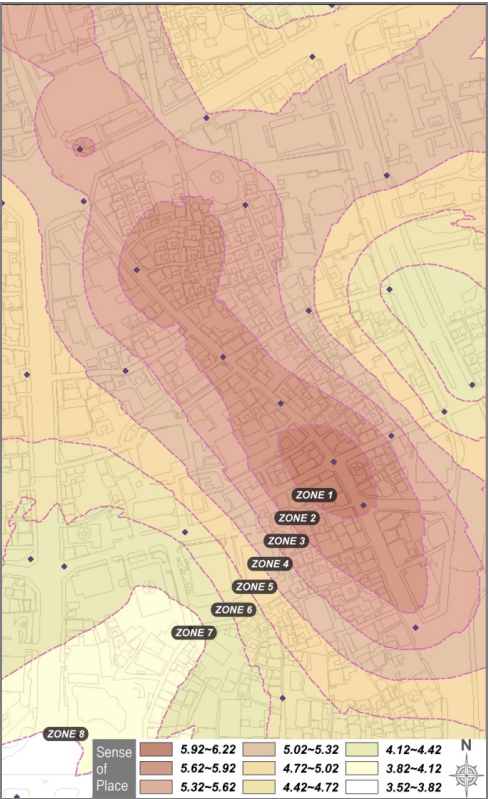 ZONE 1
ZONE 2
ZONE 3
ZONE 4
ZONE 5
ZONE 6
ZONE 7
ZONE 8
Sense
of
Place
5.92~6.22
5.62~5.92
5.32~5.62
5.02~5.32
4.72~5.02
4.42~4.72
4.12~4.42
3.82~4.12
3.52~3.82
N